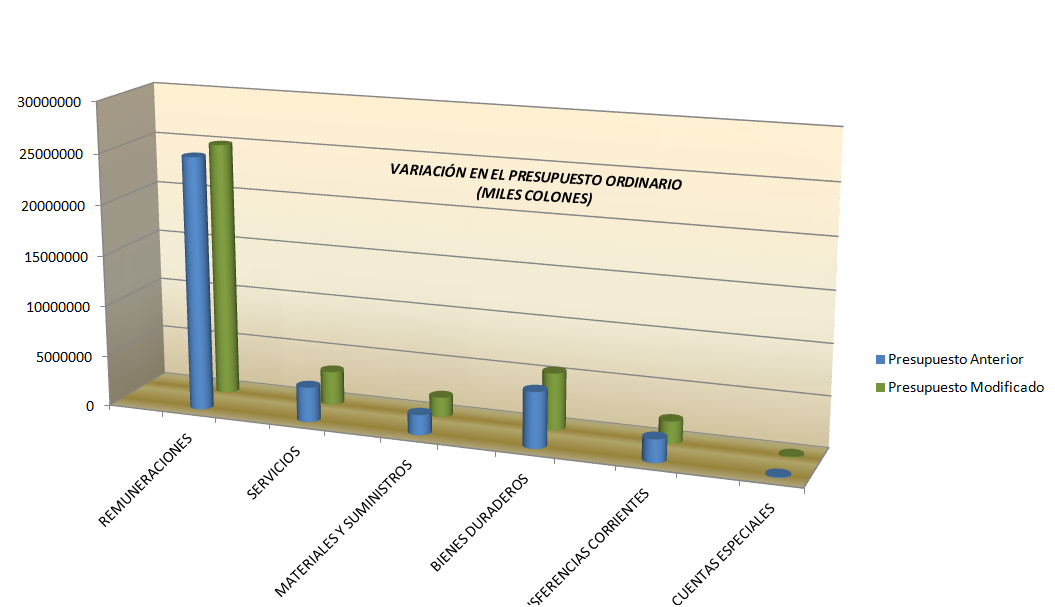 VARIACIÓN EN EL PRESUPUESTO ORDINARIO
(MILES COLONES)
30000000
25000000
20000000
15000000
10000000
5000000
0
REMUNERACIONES
SERVICIOS
MATERIALES Y SUMINISTROS
BIENES DURADEROS
CORRIENTES
CUENTAS ESPECIALES
Presupuesto Anterior
Presupuesto Modificado